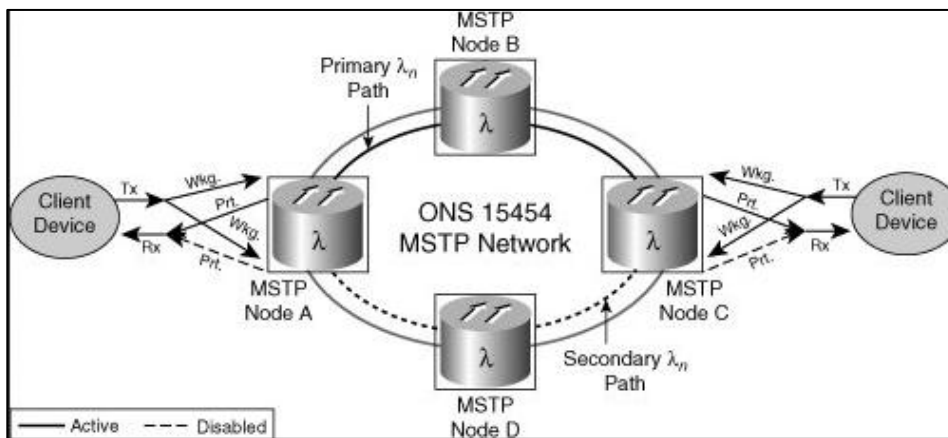 MSTP
Node B
Primary λn
Path
λ
Client
Device
Tx
Wkg.
Prt.
Wkg.
Rx
Prt.
λ
MSTP
Node A
ONS 15454
MSTP Network
λ
MSTP
Node C
Wkg.
Tx
Prt.
Wkg.
Rx
Prt.
Client
Device
λ
MSTP
Node D
Secondary λn
Path
Active
Disabled